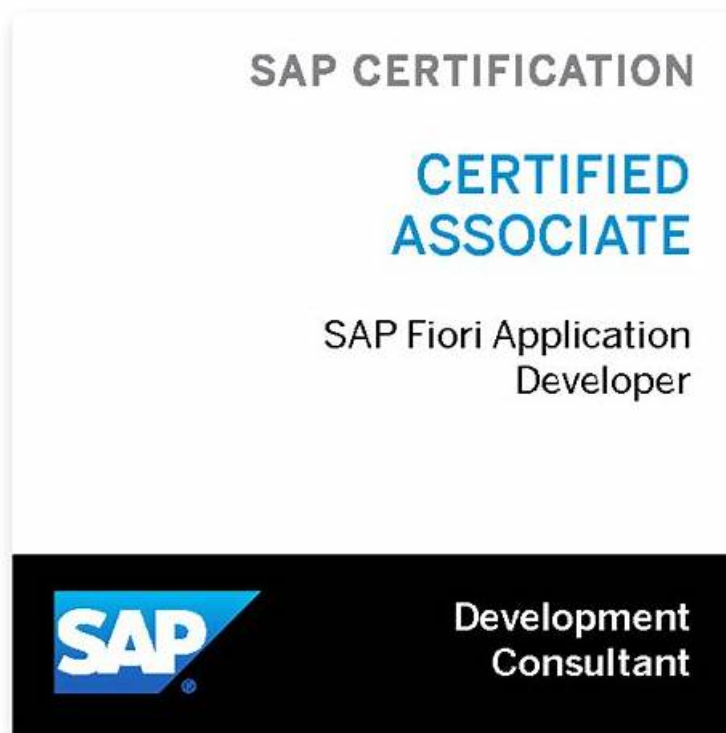 SAP CERTIFICATION
CERTIFIED
ASSOCIATE
SAP Fiori Application
Developer
SAP ®
Development
Consultant